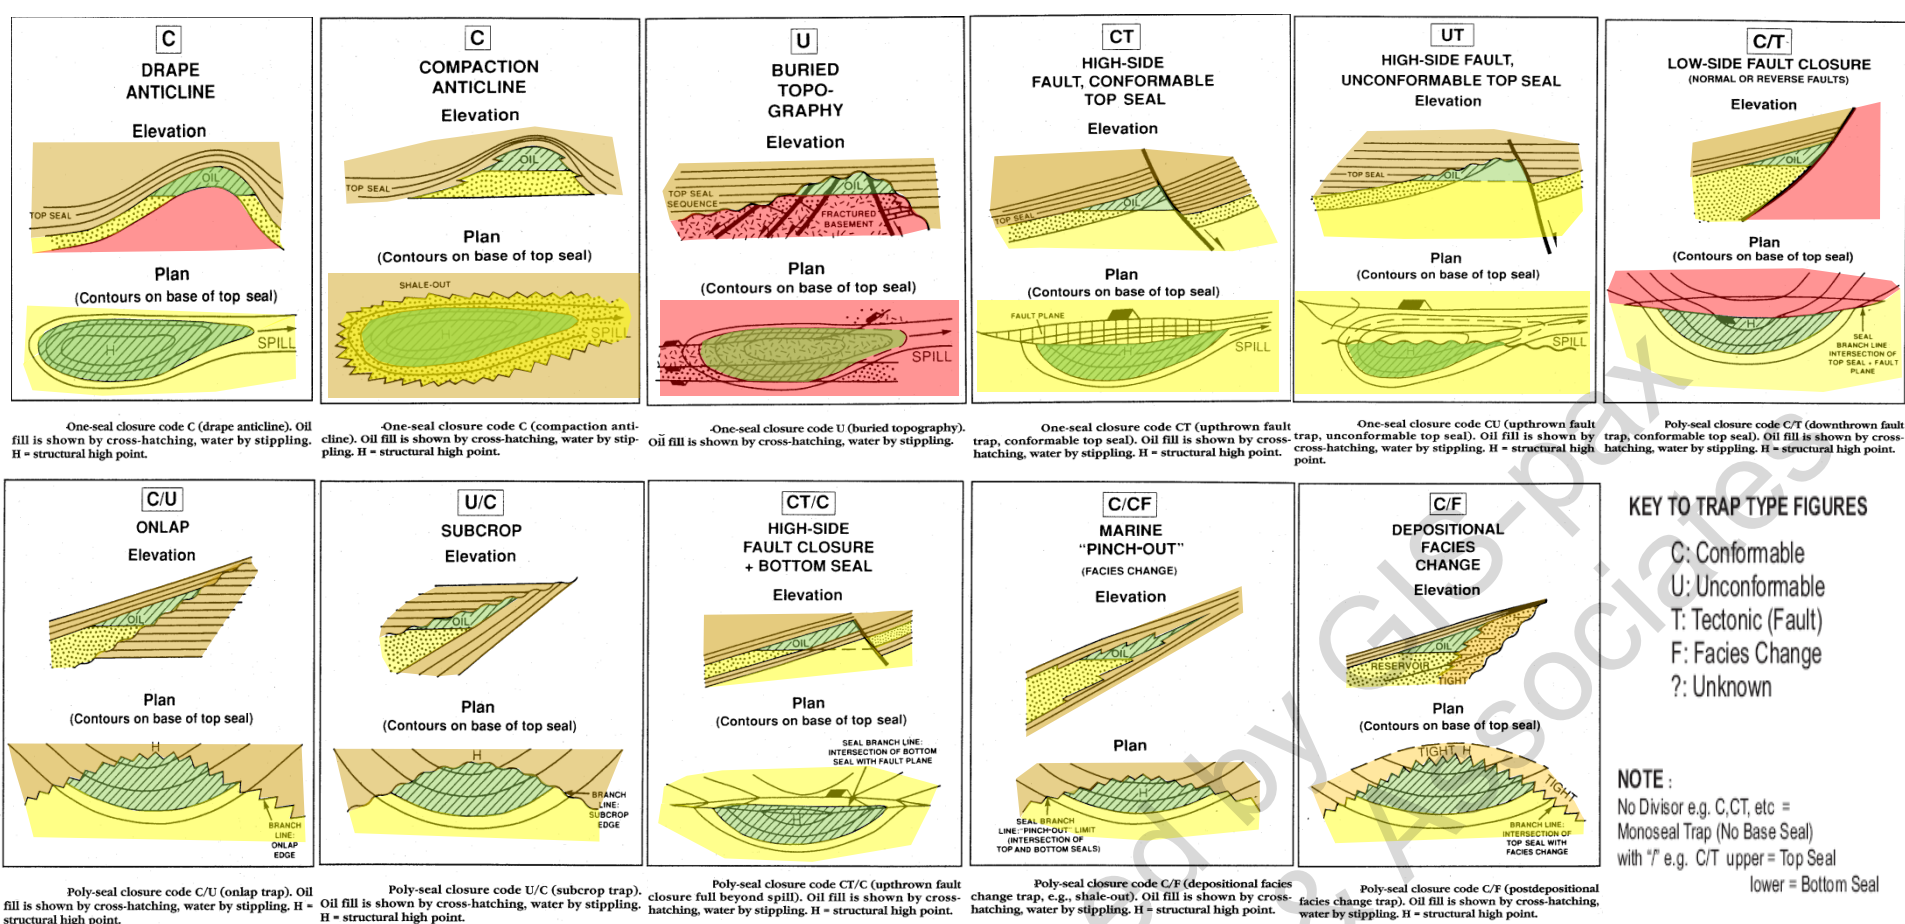 C
DRAPE
ANTICLINE
Elevation
OIL
TOP SEAL
Plan
(Contours on base of top seal)
H
SPILL
One-seal closure code C (drape anticline). Oil
fill is shown by cross-hatching, water by stippling.
H = structural high point.
C
COMPACTION
ANTICLINE
Elevation
OIL
TOP SEAL
Plan
(Contours on base of top seal)
SHALE-OUT
SPILL
One-seal closure code C (compaction anti-
cline). Oil fill is shown by cross-hatching, water by stip-
pling. H = structural high point.
U
BURIED
TOPO-
GRAPHY
Elevation
TOP SEAL
SEQUENCE
OIL
FRACTURED
BASEMENT
Plan
(Contours on base of top seal)
SPILL
One-seal closure code U (buried topography).
Oil fill is shown by cross-hatching, water by stippling.
CT
HIGH-SIDE
FAULT, CONFORMABLE
TOP SEAL
Elevation
TOP SEAL
OIL
Plan
(Contours on base of top seal)
FAULT PLANE
H
SPILL
One-seal closure code CT (upthrown fault
trap, conformable top seal). Oil fill is shown by cross-
hatching, water by stippling. H = structural high point.
UT
HIGH-SIDE FAULT,
UNCONFORMABLE TOP SEAL
Elevation
TOP SEAL
OIL
Plan
(Contours on base of top seal)
SPILL
One-seal closure code CU (upthrown fault
trap, unconformable top seal). Oil fill is shown by
cross-hatching, water by stippling. H = structural high
point.
C/T
LOW-SIDE FAULT CLOSURE
(NORMAL OR REVERSE FAULTS)
Elevation
OIL
Plan
(Contours on base of top seal)
H
SEAL
BRANCH LINE
INTERSECTION OF
TOP SEAL + FAULT
PLANE
Poly-seal closure code C/T (downthrown fault
trap, conformable top seal). Oil fill is shown by cross-
hatching, water by stippling. H = structural high point.
C/U
ONLAP
Elevation
OIL
Plan
(Contours on base of top seal)
H
BRANCH
LINE:
ONLAP
EDGE
Poly-seal closure code C/U (onlap trap). Oil
fill is shown by cross-hatching, water by stippling. H =
structural high point.
U/C
SUBCROP
Elevation
OIL
Plan
(Contours on base of top seal)
H
BRANCH
LINE:
SUBCROP
EDGE
Poly-seal closure code U/C (subcrop trap).
Oil fill is shown by cross-hatching, water by stippling.
H = structural high point.
CT/C
HIGH-SIDE
FAULT CLOSURE
+ BOTTOM SEAL
Elevation
OIL
Plan
(Contours on base of top seal)
SEAL BRANCH LINE:
INTERSECTION OF BOTTOM
SEAL WITH FAULT PLANE
H
Poly-seal closure code CT/C (upthrown fault
closure full beyond spill). Oil fill is shown by cross-
hatching, water by stippling. H = structural high point.
C/CF
MARINE
"PINCH-OUT"
(FACIES CHANGE)
Elevation
OIL
Plan
H
SEAL BRANCH
LINE: "PINCH-OUT" LIMIT
(INTERSECTION OF
TOP AND BOTTOM SEALS)
Poly-seal closure code C/F (depositional facies
change trap, e.g., shale-out). Oil fill is shown by cross-
hatching, water by stippling. H = structural high point.
C/F
DEPOSITIONAL
FACIES
CHANGE
Elevation
OIL
RESERVOIR
TIGHT
Plan
(Contours on base of top seal)
TIGHT H
TIGHT
BRANCH LINE:
INTERSECTION OF
TOP SEAL WITH
FACIES CHANGE
Poly-seal closure code C/F (postdepositional
facies change trap). Oil fill is shown by cross-hatching,
water by stippling. H = structural high point.
KEY TO TRAP TYPE FIGURES
C: Conformable
U: Unconformable
T: Tectonic (Fault)
F: Facies Change
?: Unknown
NOTE :
No Divisor e.g. C,CT, etc =
Monoseal Trap (No Base Seal)
with "/" e.g. C/T upper = Top Seal
lower = Bottom Seal
by GIS-pax
& Associates